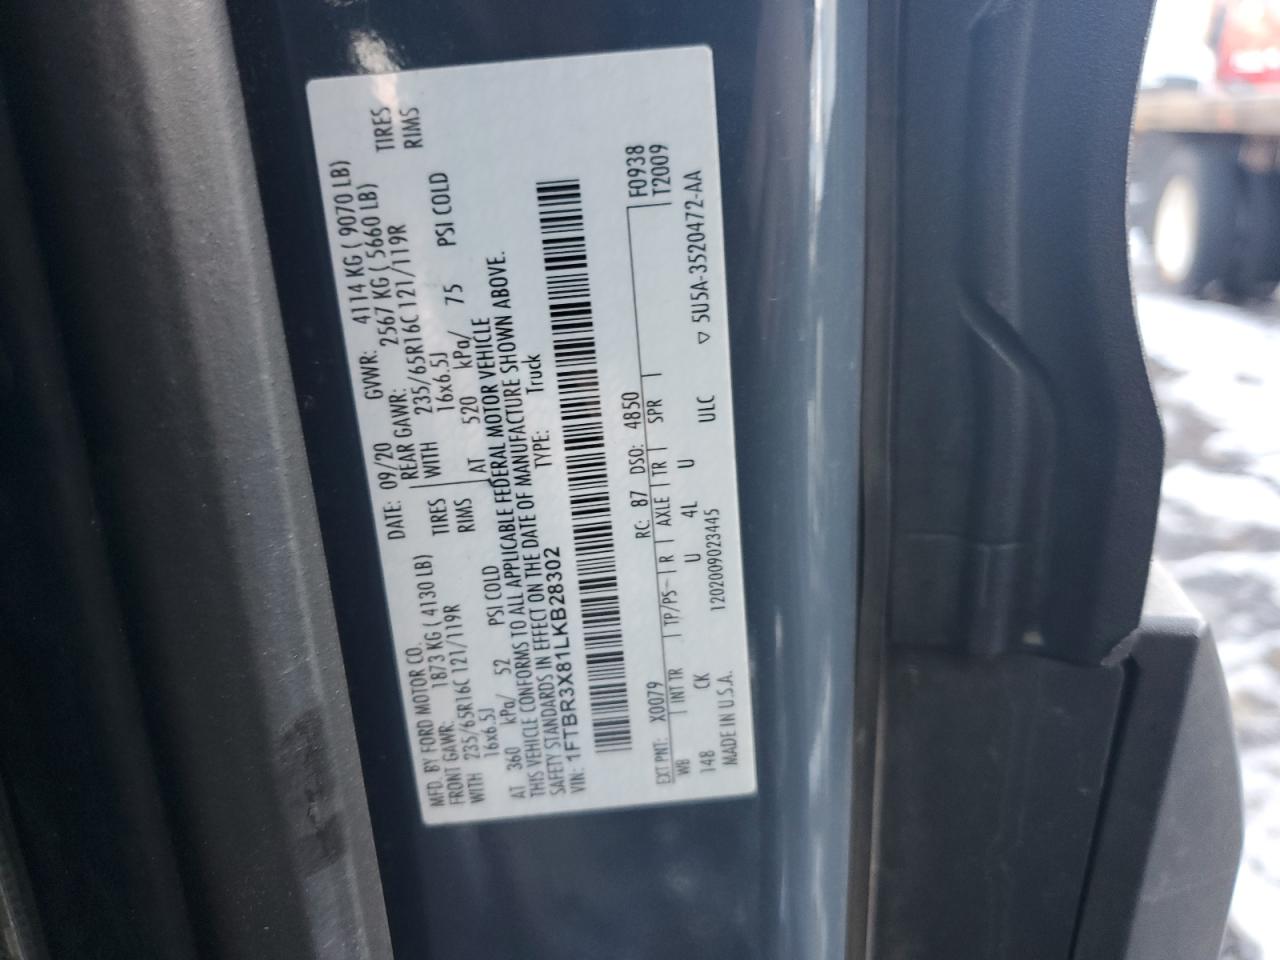 MFD. BY FORD MOTOR CO. DATE: 09/20 GVWR: 4114 KG ( 9070 LB)
FRONT GAWR: 1873 KG ( 4130 LB) REAR GAWR: 2567 KG ( 5660 LB)
WITH 235/65R16C 121/119R TIRES WITH 235/65R16C 121/119R TIRES
16x6.5J RIMS 16x6.5J RIMS
AT 360 kPa/ 52 PSI COLD AT 520 kPa/ 75 PSI COLD
THIS VEHICLE CONFORMS TO ALL APPLICABLE FEDERAL MOTOR VEHICLE
SAFETY STANDARDS IN EFFECT ON THE DATE OF MANUFACTURE SHOWN ABOVE.
VIN: 1FTBR3X81LKB28302 TYPE: Truck
F0938
EXT PNT: X0079 RC: 87 DSO: 4850 T2009
WB INT TR TP/PS R AXLE TR SPR
148 CK U 4L U ULC ▽ 5U5A-3520472-AA
MADE IN U.S.A. 1202009023445